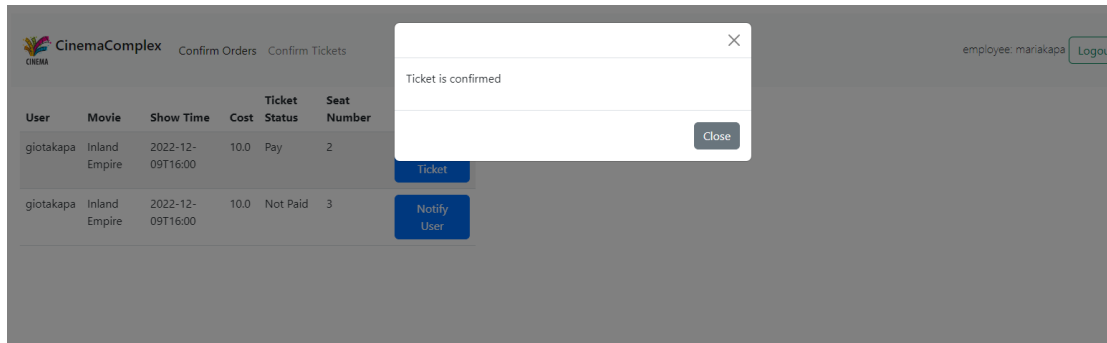 CinemaComplex Confirm Orders Confirm Tickets employee: mariakapa Logou
CINEMA
Ticket is confirmed
Close
User Movie Show Time Cost Ticket Status Seat Number
giotakapa Inland Empire 2022-12-09T16:00 10.0 Pay 2 Ticket
giotakapa Inland Empire 2022-12-09T16:00 10.0 Not Paid 3 Notify User